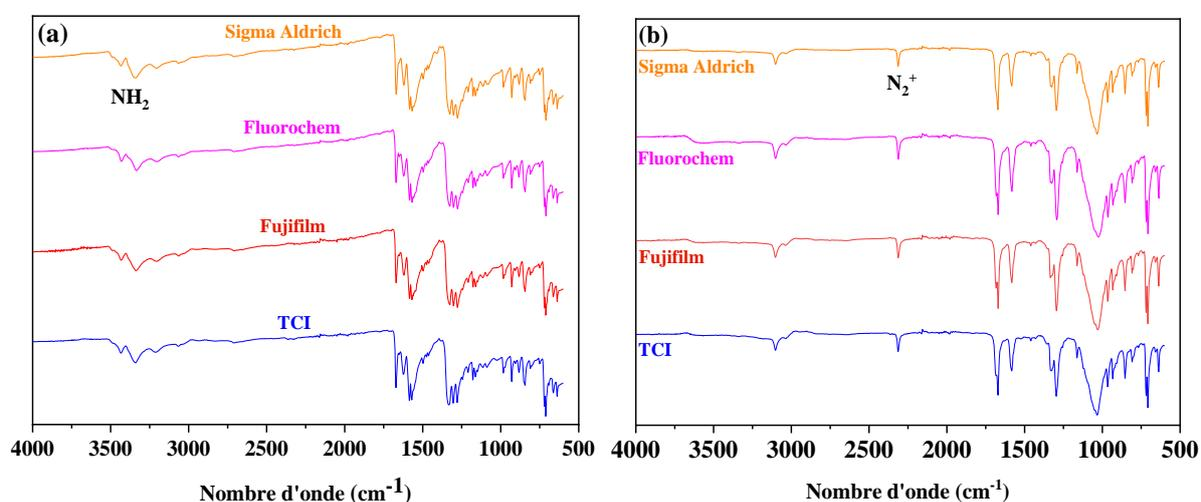 (a)
Sigma Aldrich
NH₂
Fluorochem
Fujifilm
TCI
4000 3500 3000 2500 2000 1500 1000 500
Nombre d'onde (cm⁻¹)
(b)
Sigma Aldrich
N₂⁺
Fluorochem
Fujifilm
TCI
4000 3500 3000 2500 2000 1500 1000 500
Nombre d'onde (cm⁻¹)